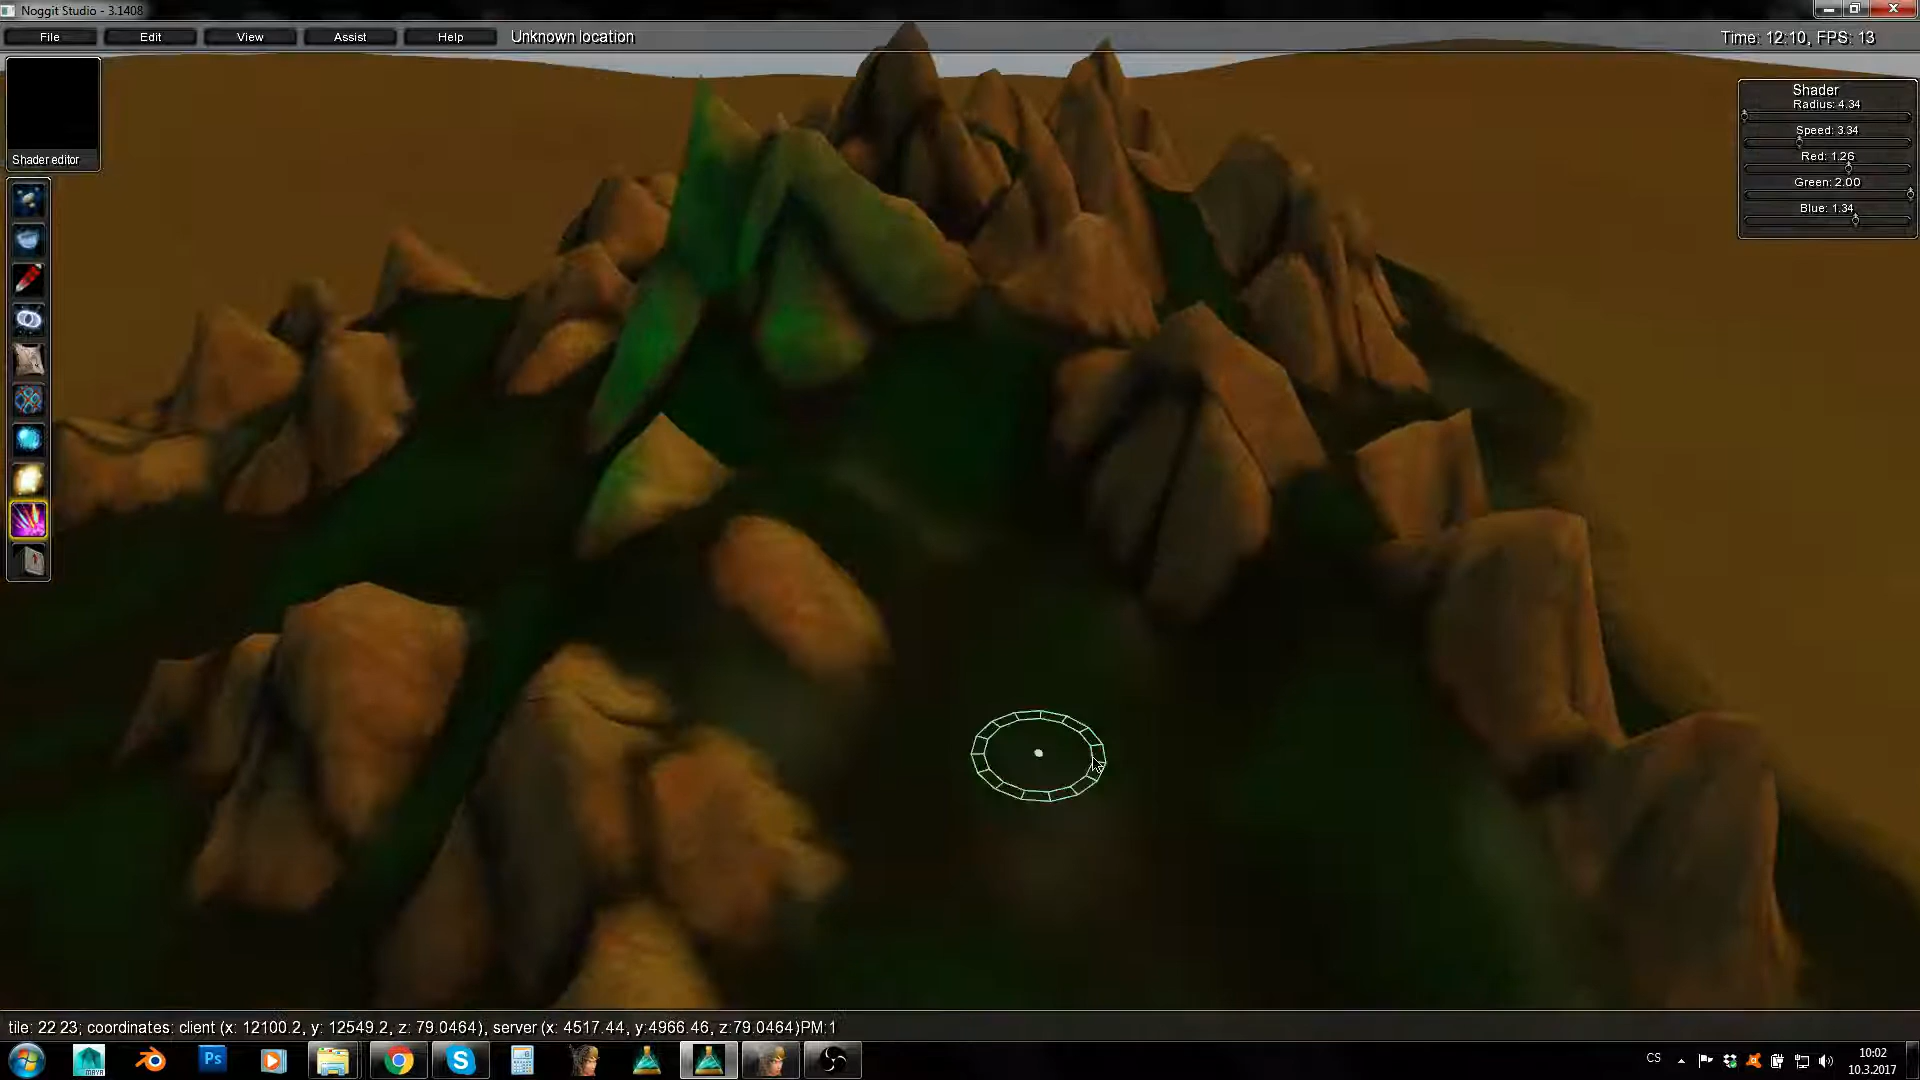 Noggit Studio - 3.1408
File Edit View Assist Help Unknown location Time: 12:10, FPS: 13
Shader editor
Shader
Radius: 4.34
Speed: 3.34
Red: 1.26
Green: 2.00
Blue: 1.34
tile: 22 23; coordinates: client (x: 12100.2, y: 12549.2, z: 79.0464), server (x: 4517.44, y:4966.46, z:79.0464)PM:1
MAYA
Ps
S
CS
10:02
10.3.2017